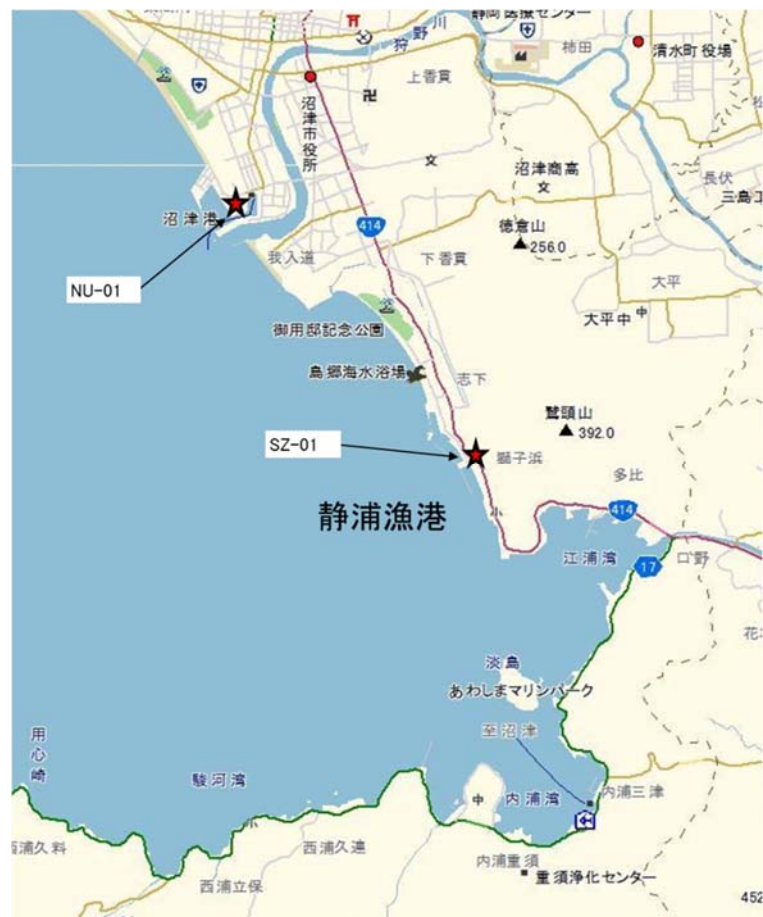 狩野川
静岡医療センター
柿田
清水町役場
上香貫
沼津市役所
沼津商高
長伏
三島工
沼津港
414
徳倉山
256.0
我入道
下香貫
大平
NU-01
大平中
御用邸記念公園
島郷海水浴場
志下
鷲頭山
392.0
SZ-01
獅子浜
多比
静浦漁港
小
414
江浦湾
17
口野
淡島
あわしまマリンパーク
至沼津
用心崎
駿河湾
中
内浦湾
内浦三津
西浦久料
西浦久連
内浦重須
西浦立保
重須浄化センター
452